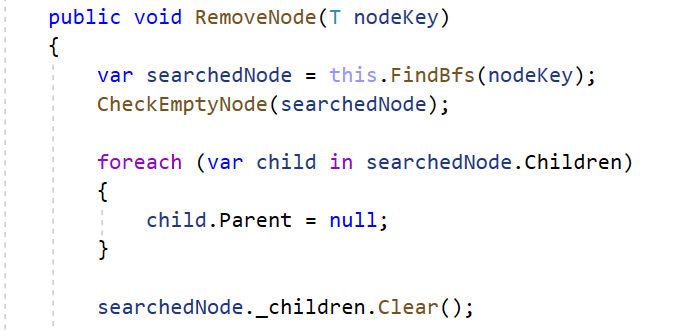 public void RemoveNode(T nodeKey)
{
var searchedNode = this.FindBfs(nodeKey);
CheckEmptyNode(searchedNode);
foreach (var child in searchedNode.Children)
{
child.Parent = null;
}
searchedNode._children.Clear();